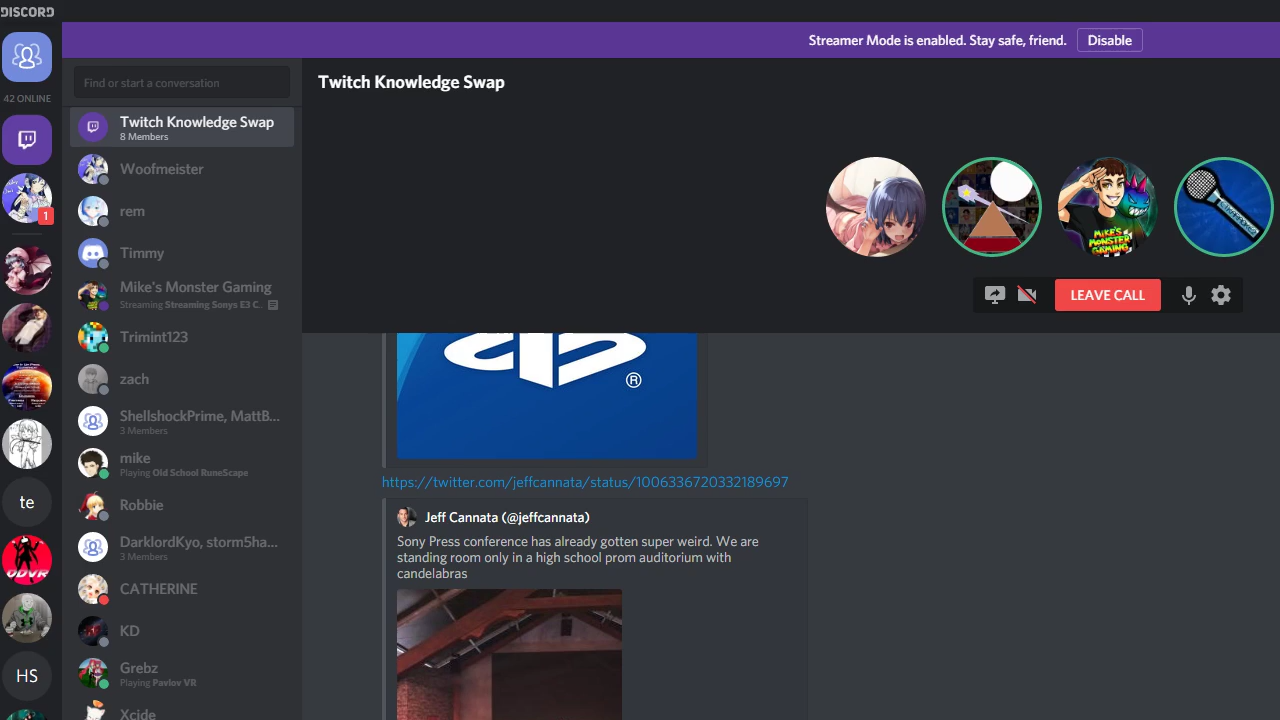 DISCORD
Streamer Mode is enabled. Stay safe, friend.
Disable
Find or start a conversation
42 ONLINE
1
te
HS
Twitch Knowledge Swap
8 Members
Woofmeister
rem
Timmy
Mike's Monster Gaming
Streaming Streaming Sonys E3 C..
Trimint123
zach
ShellshockPrime, MattB...
3 Members
mike
Playing Old School RuneScape
Robbie
DarklordKyo, storm5ha...
3 Members
CATHERINE
KD
Grebz
Playing Pavlov VR
Xcide
Twitch Knowledge Swap
MIKE'S
MONSTER
GAMING
LEAVE CALL
®
https://twitter.com/jeffcannata/status/1006336720332189697
Jeff Cannata (@jeffcannata)
Sony Press conference has already gotten super weird. We are
standing room only in a high school prom auditorium with
candelabras